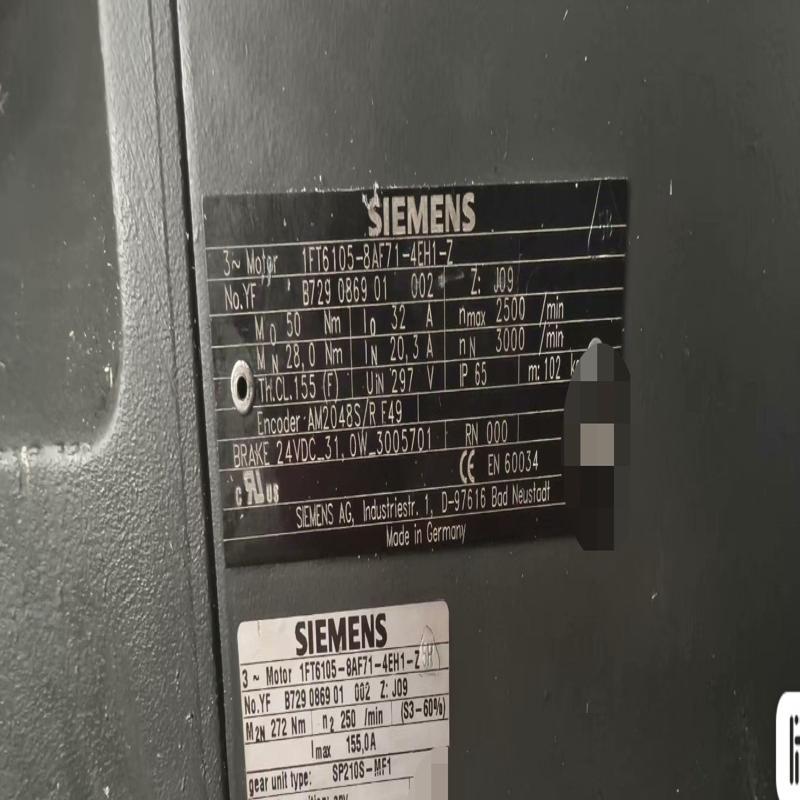 SIEMENS
3~ Motor 1FT6105-8AF71-4EH1-Z
No.YF B729 0869 01 002 Z: J09
M0 50 Nm I0 32 A nmax 2500 /min
MN 28,0 Nm IN 20,3 A nN 3000 /min
Th.CL.155 (F) UiN 297 V IP 65 m: 102
Encoder AM2048S/R F49
BRAKE 24VDC_31,0W_3005701 RN 000
CE EN 60034
c US
SIEMENS AG, Industriestr. 1, D-97616 Bad Neustadt
Made in Germany
SIEMENS
3 ~ Motor 1FT6105-8AF71-4EH1-Z
No.YF B729 0869 01 002 Z: J09
M2N 272 Nm n2 250 /min (S3-60%)
Imax 155,0A
gear unit type: SP210S-MF1